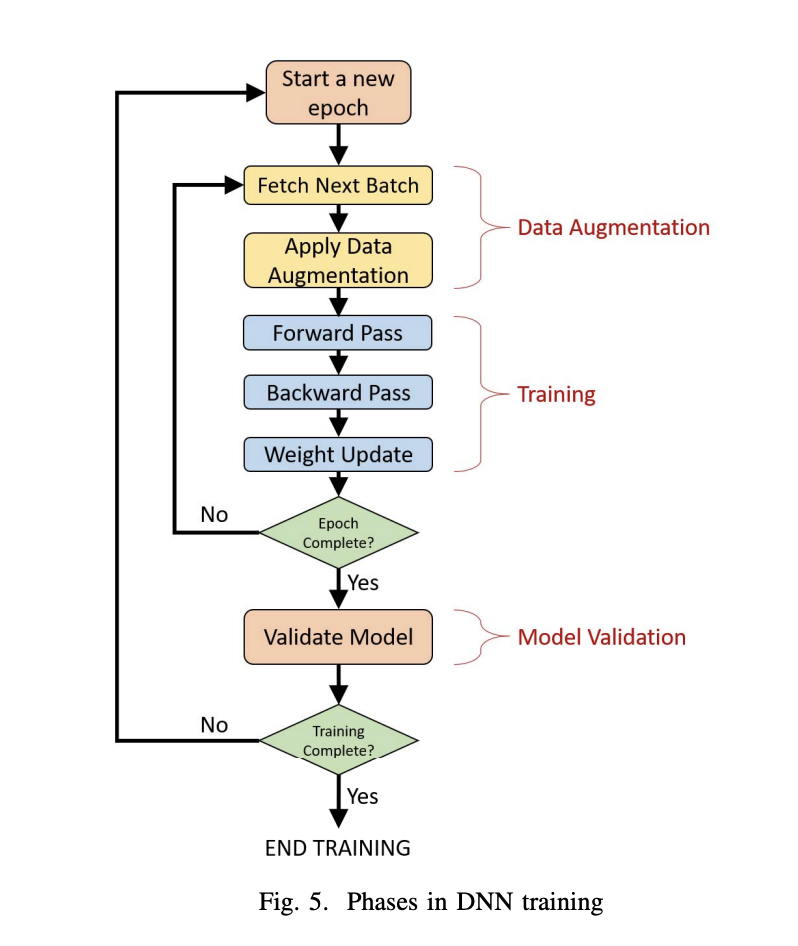 Start a new
epoch
Fetch Next Batch
Data Augmentation
Apply Data
Augmentation
Forward Pass
Backward Pass
Training
Weight Update
No
Epoch
Complete?
Yes
Validate Model
Model Validation
No
Training
Complete?
Yes
END TRAINING
Fig. 5. Phases in DNN training